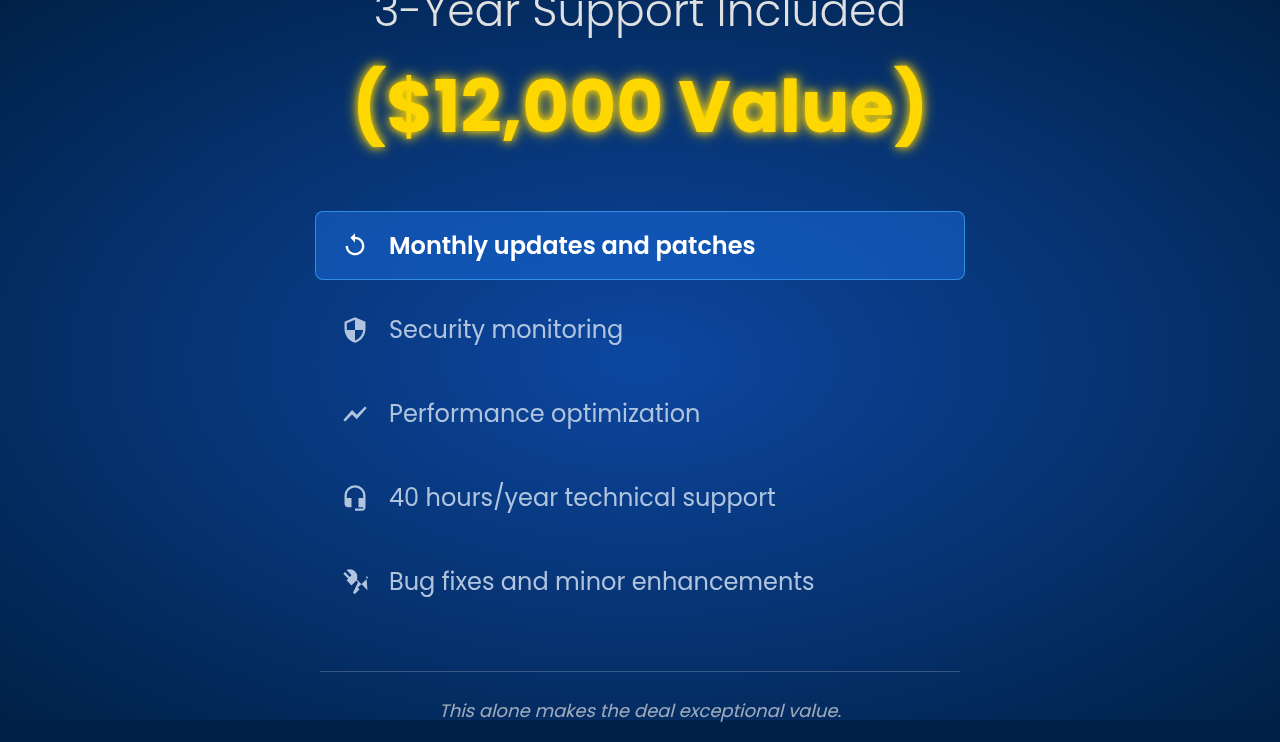 3-Year Support Included
($12,000 Value)
Monthly updates and patches
Security monitoring
Performance optimization
40 hours/year technical support
Bug fixes and minor enhancements
This alone makes the deal exceptional value.